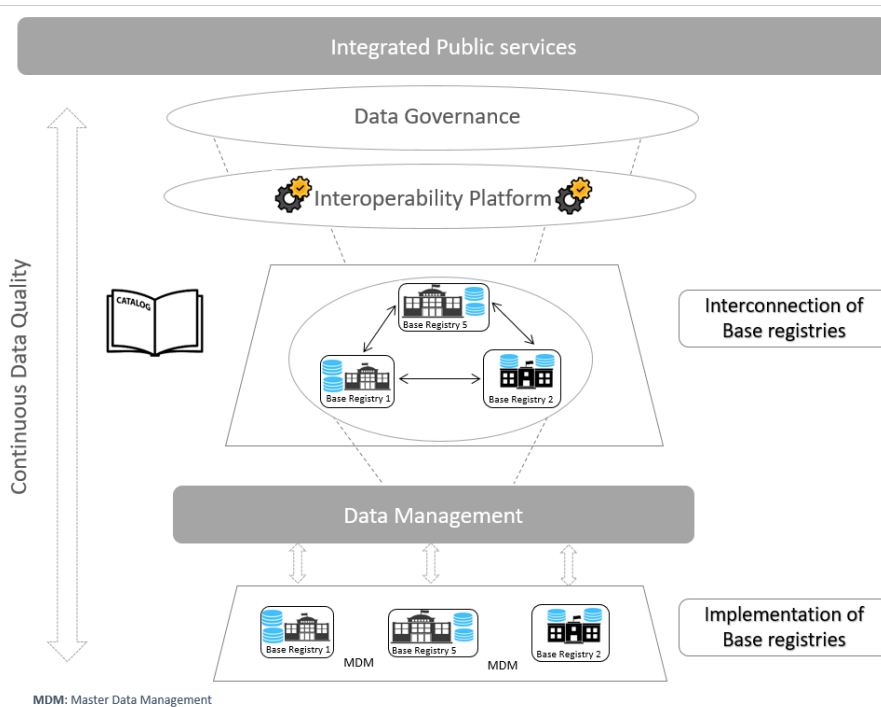 Integrated Public services
Data Governance
Interoperability Platform
Continuous Data Quality
CATALOG
Base Registry 5
Base Registry 1
Base Registry 2
Interconnection of
Base registries
Data Management
Base Registry 1
MDM
Base Registry 5
MDM
Base Registry 2
Implementation of
Base registries
MDM: Master Data Management